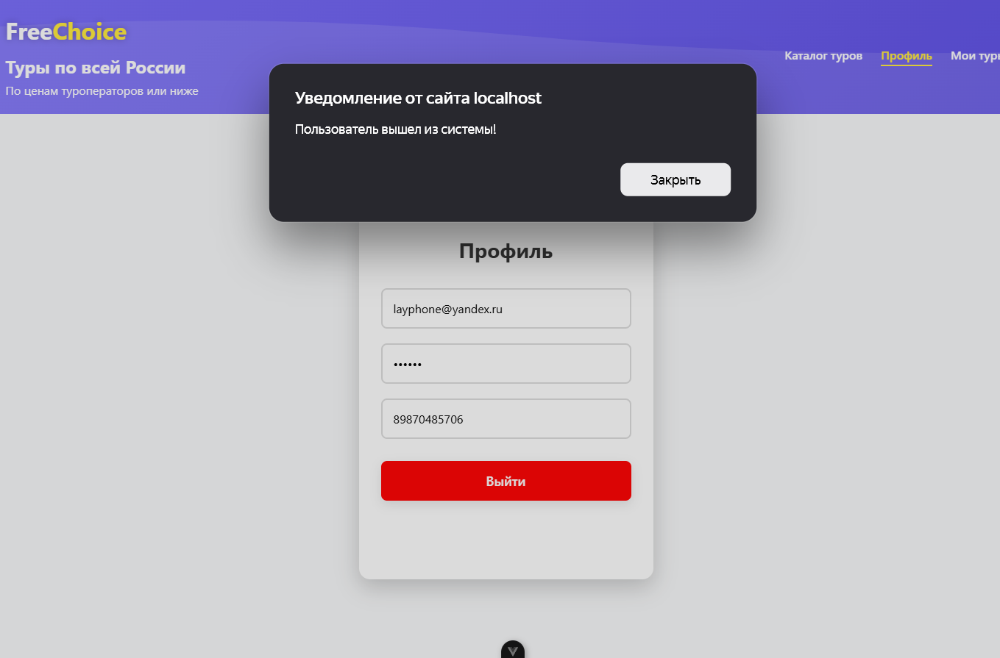 FreeChoice
Туры по всей России
По ценам туроператоров или ниже
Каталог туров Профиль Мои туры
Уведомление от сайта localhost
Пользователь вышел из системы!
Закрыть
Профиль
layphone@yandex.ru
••••••
89870485706
Выйти